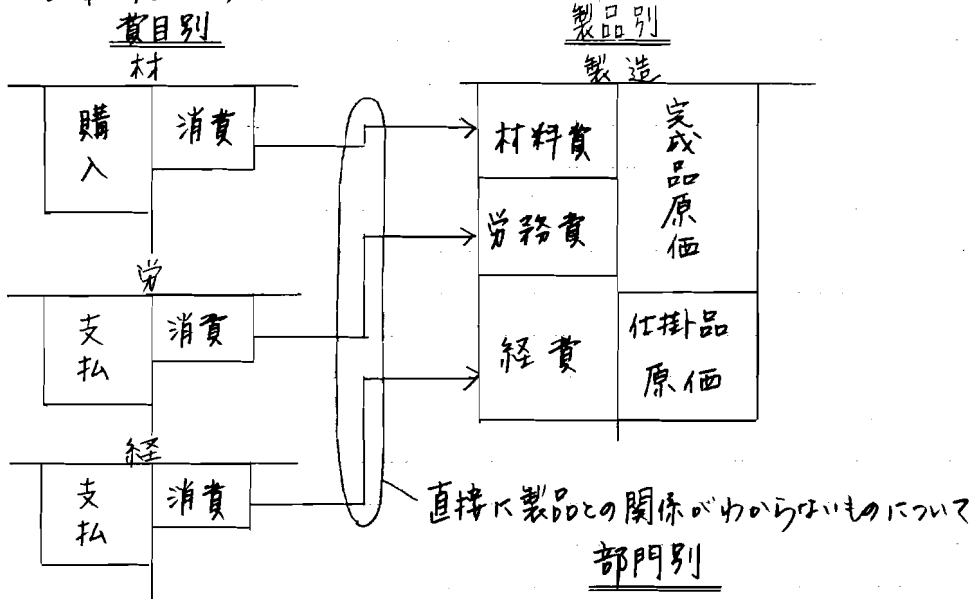 費目別
材
購入
消費
労
支払
消費
経
支払
消費
製品別
製造
材料費
労務費
経費
完成品原価
仕掛品
原価
直接に製品との関係がわからないものについて
部門別